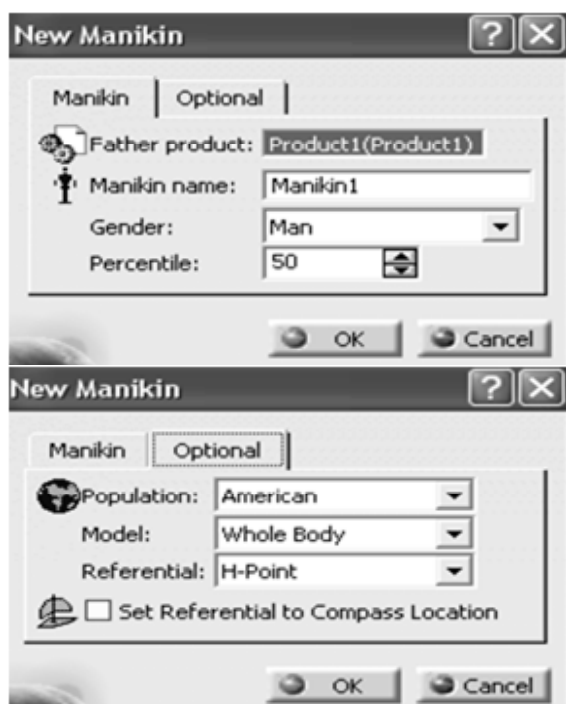 New Manikin
Manikin Optional
Father product: Product1(Product1)
Manikin name: Manikin1
Gender: Man
Percentile: 50
OK Cancel
New Manikin
Manikin Optional
Population: American
Model: Whole Body
Referential: H-Point
Set Referential to Compass Location
OK Cancel